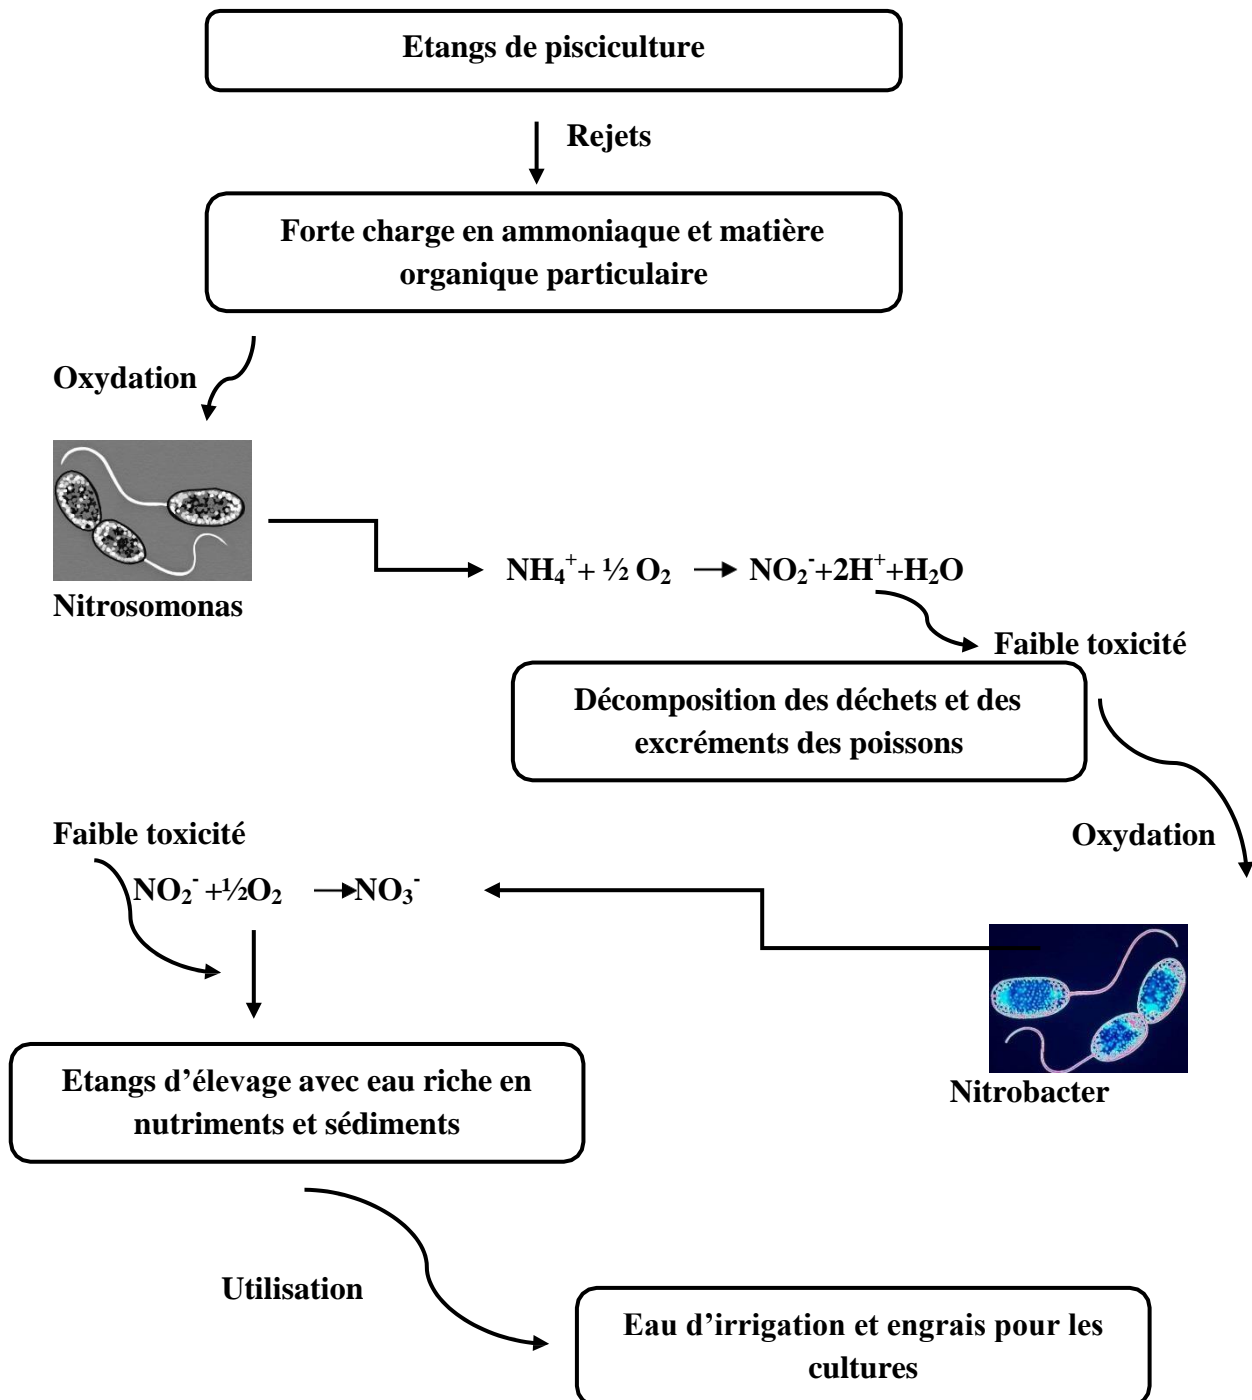 Etangs de pisciculture
Rejets
Forte charge en ammoniaque et matière
organique particulaire
Oxydation
Nitrosomonas
NH₄⁺+ ½ O₂ → NO₂⁻+2H⁺+H₂O
Faible toxicité
Décomposition des déchets et des
excréments des poissons
Oxydation
Faible toxicité
NO₂⁻ +½O₂ →NO₃⁻
Nitrobacter
Etangs d’élevage avec eau riche en
nutriments et sédiments
Utilisation
Eau d’irrigation et engrais pour les
cultures